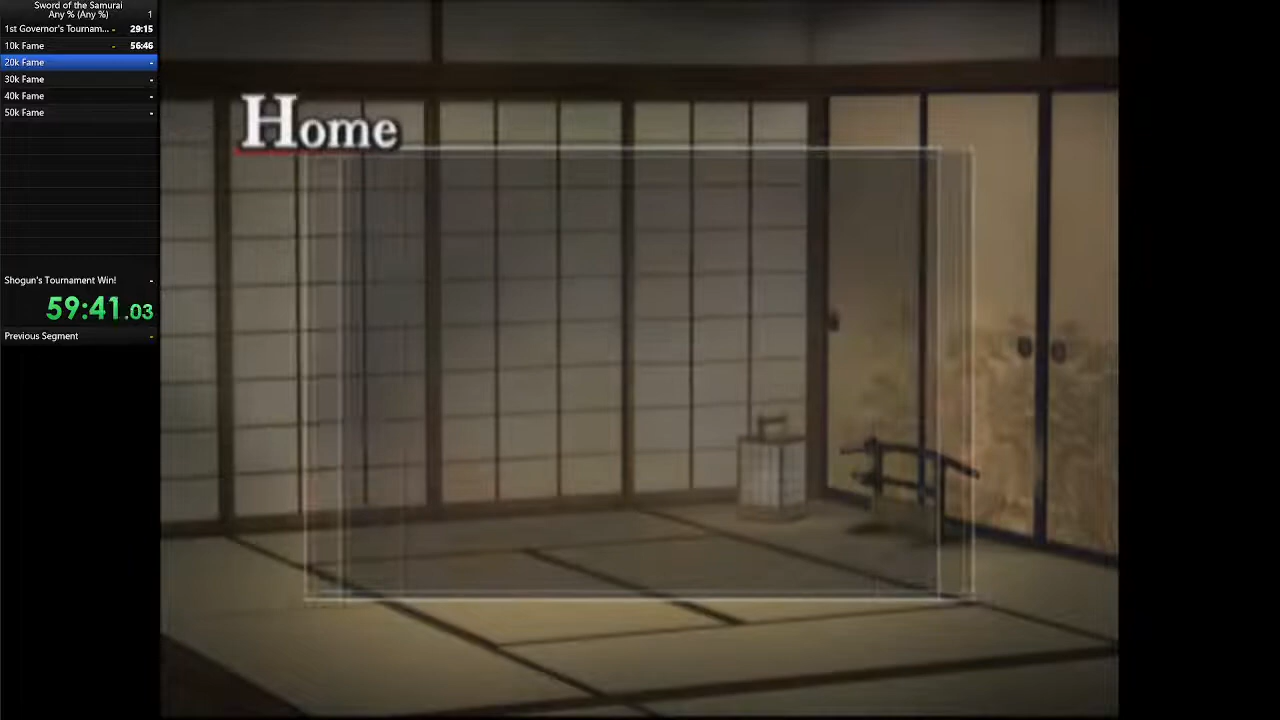 Sword of the Samurai
Any % (Any %) 1
1st Governor's Tournam... - 29:15
10k Fame - 56:46
20k Fame -
30k Fame -
40k Fame -
50k Fame -
Shogun's Tournament Win! -
59:41.03
Previous Segment -
Home